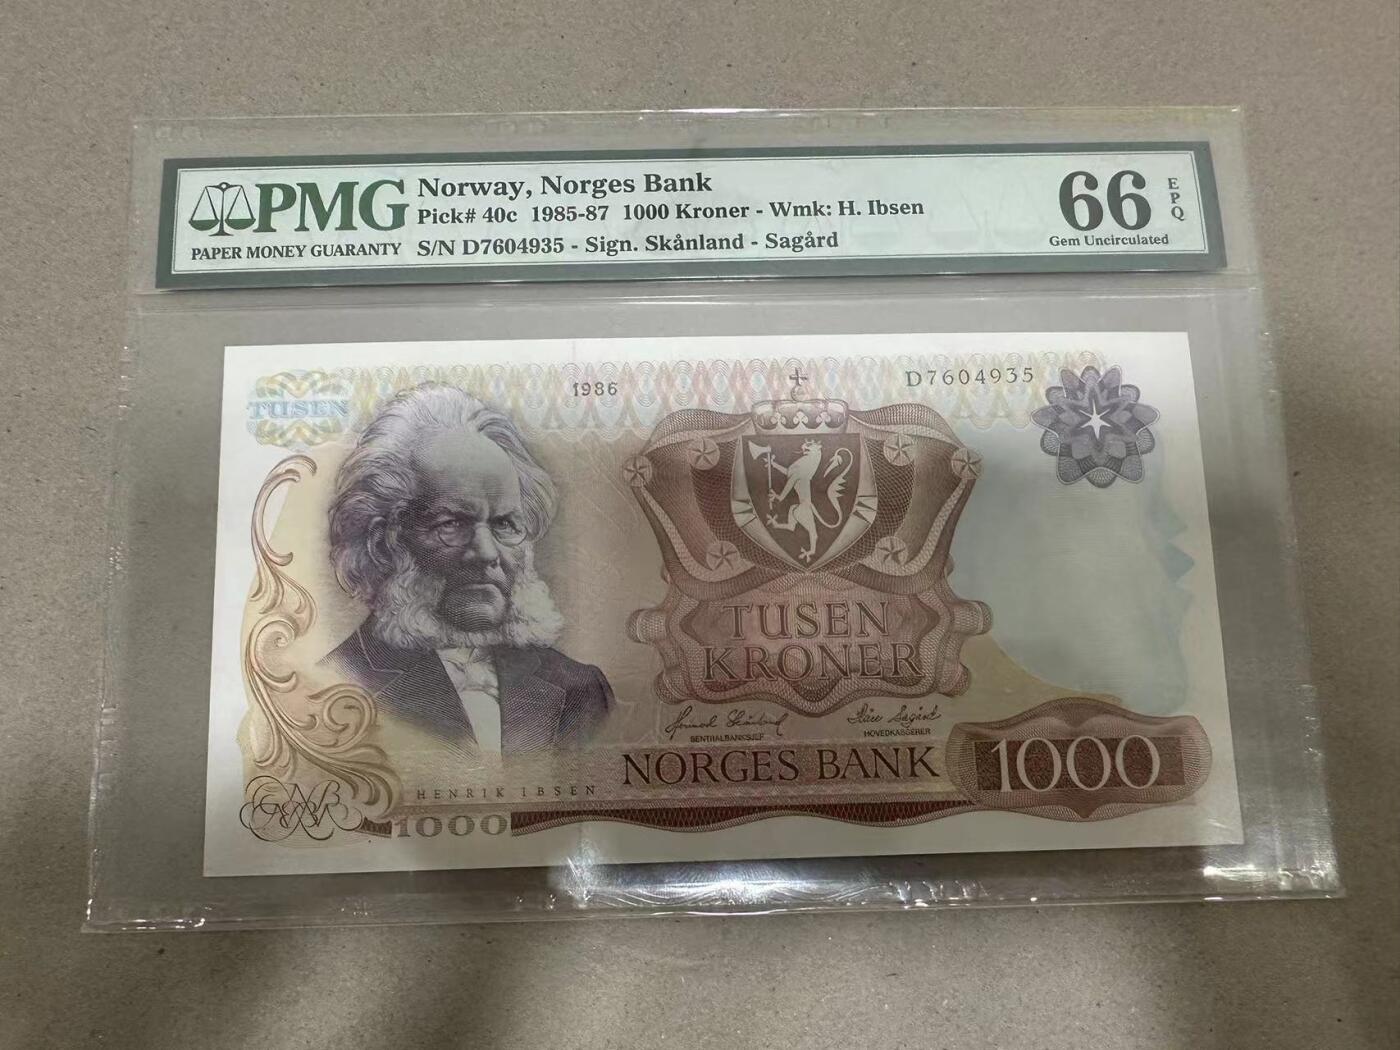 PMG
PAPER MONEY GUARANTY
Norway, Norges Bank
Pick# 40c 1985-87 1000 Kroner - Wmk: H. Ibsen
S/N D7604935 - Sign. Skånland - Sagård
66
EPQ
Gem Uncirculated
TUSEN
1986
D7604935
TUSEN
KRONER
SENTRALBANKSJEF
HOVEDKASSERER
NORGES BANK
1000
HENRIK IBSEN
1000